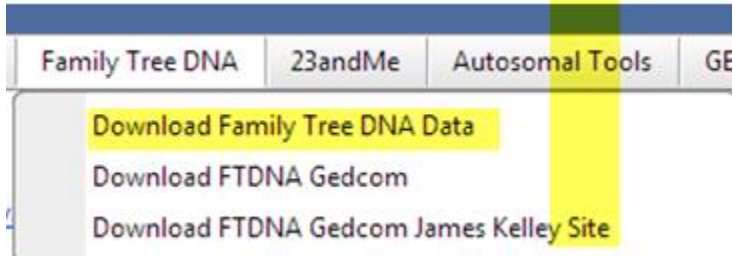 Family Tree DNA 23andMe Autosomal Tools
Download Family Tree DNA Data
Download FTDNA Gedcom
Download FTDNA Gedcom James Kelley Site